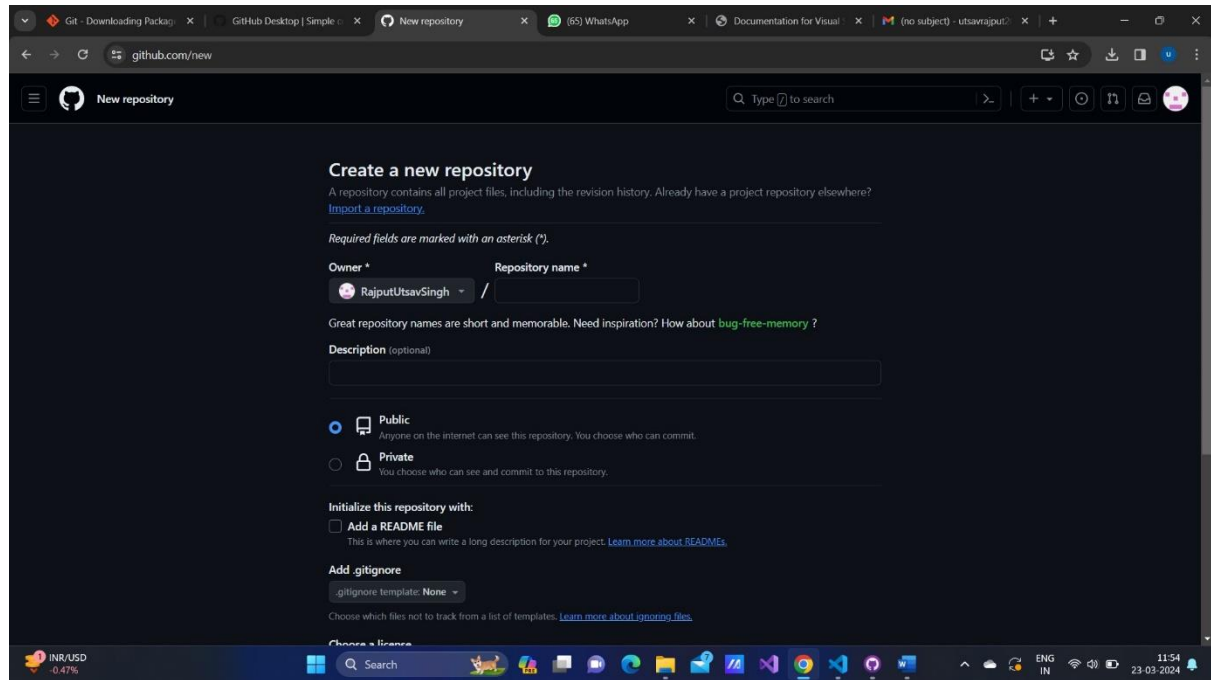 Git - Downloading Packag
GitHub Desktop | Simple
New repository
(65) WhatsApp
Documentation for Visual
(no subject) - utsavrajput2
github.com/new
New repository
Type / to search
Create a new repository
A repository contains all project files, including the revision history. Already have a project repository elsewhere?
Import a repository.
Required fields are marked with an asterisk (*).
Owner * Repository name *
RajputUtsavSingh /
Great repository names are short and memorable. Need inspiration? How about bug-free-memory ?
Description (optional)
Public
Anyone on the internet can see this repository. You choose who can commit.
Private
You choose who can see and commit to this repository.
Initialize this repository with:
Add a README file
This is where you can write a long description for your project. Learn more about READMEs.
Add .gitignore
.gitignore template: None
Choose which files not to track from a list of templates. Learn more about ignoring files.
Choose a license
INR/USD
-0.47%
Search
ENG
IN
11:54
23-03-2024